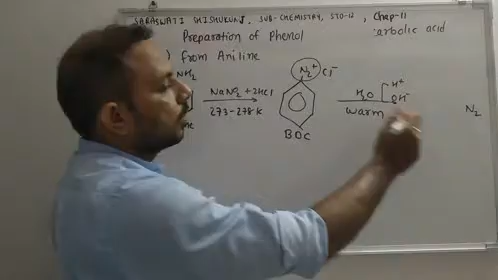 SARASWATI SHISHUKUNJ, SUB-CHEMISTRY, STD-12, Chap-11
Preparation of Phenol
carbolic acid
) from Aniline
NH₂
N₂⁺ Cl⁻
NaNO₂ + 2HCl
273-278K
H₂O
H⁺
OH⁻
warm
N₂
BDC